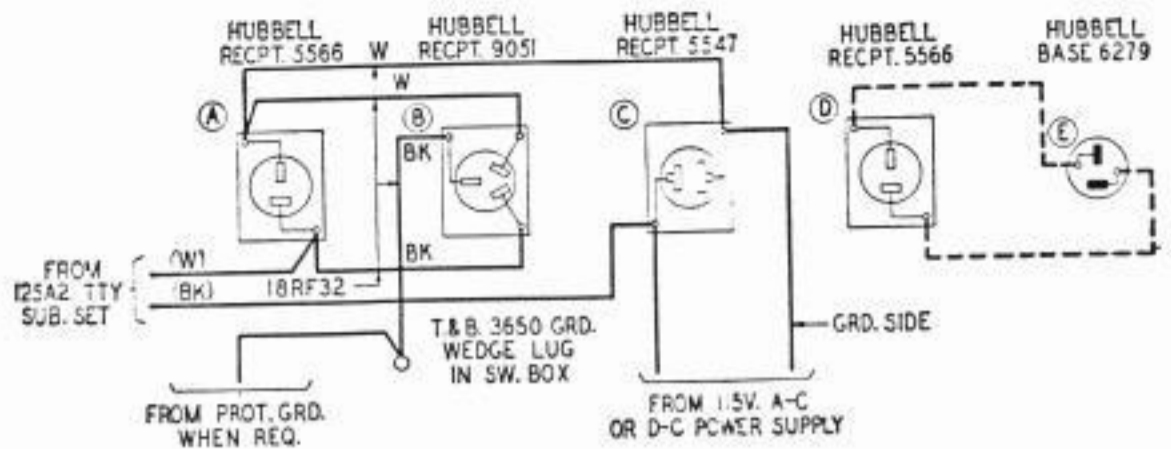 HUBBELL
RECPT. 5566
HUBBELL
RECPT. 9051
HUBBELL
RECPT. 5547
HUBBELL
RECPT. 5566
HUBBELL
BASE 6279
W
W
A
B
C
D
E
BK
BK
FROM
125A2 TTY
SUB. SET
(W)
(BK)
18RF32
T.& B. 3650 GRD.
WEDGE LUG
IN SW. BOX
GRD. SIDE
FROM PROT. GRD.
WHEN REQ.
FROM 1.5V. A-C
OR D-C POWER SUPPLY